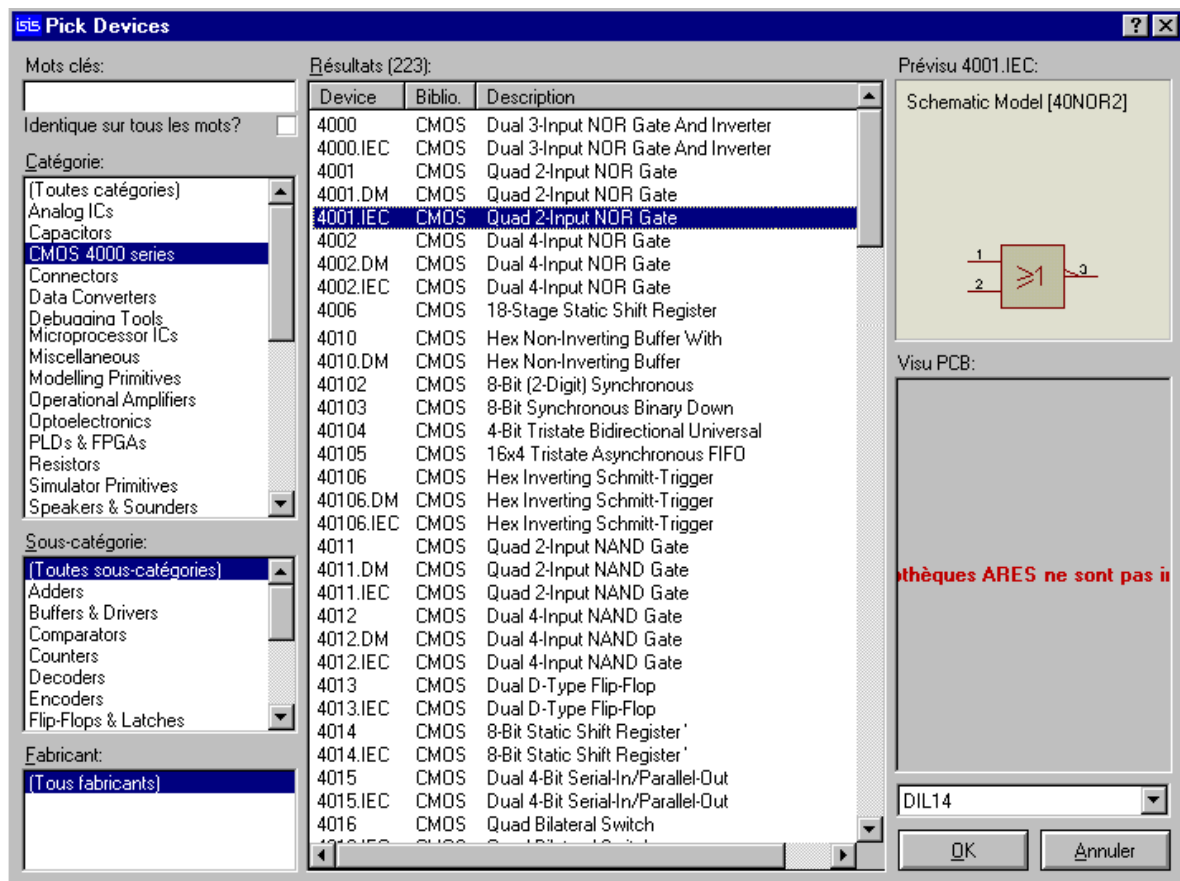 isis Pick Devices
Mots clés:
Identique sur tous les mots?
Catégorie:
(Toutes catégories)
Analog ICs
Capacitors
CMOS 4000 series
Connectors
Data Converters
Debugging Tools
Microprocessor ICs
Miscellaneous
Modelling Primitives
Operational Amplifiers
Optoelectronics
PLDs & FPGAs
Resistors
Simulator Primitives
Speakers & Sounders
Sous-catégorie:
(Toutes sous-catégories)
Adders
Buffers & Drivers
Comparators
Counters
Decoders
Encoders
Flip-Flops & Latches
Fabricant:
(Tous fabricants)
Résultats (223):
Device Biblio. Description
4000 CMOS Dual 3-Input NOR Gate And Inverter
4000.IEC CMOS Dual 3-Input NOR Gate And Inverter
4001 CMOS Quad 2-Input NOR Gate
4001.DM CMOS Quad 2-Input NOR Gate
4001.IEC CMOS Quad 2-Input NOR Gate
4002 CMOS Dual 4-Input NOR Gate
4002.DM CMOS Dual 4-Input NOR Gate
4002.IEC CMOS Dual 4-Input NOR Gate
4006 CMOS 18-Stage Static Shift Register
4010 CMOS Hex Non-Inverting Buffer With
4010.DM CMOS Hex Non-Inverting Buffer
40102 CMOS 8-Bit (2-Digit) Synchronous
40103 CMOS 8-Bit Synchronous Binary Down
40104 CMOS 4-Bit Tristate Bidirectional Universal
40105 CMOS 16x4 Tristate Asynchronous FIFO
40106 CMOS Hex Inverting Schmitt-Trigger
40106.DM CMOS Hex Inverting Schmitt-Trigger
40106.IEC CMOS Hex Inverting Schmitt-Trigger
4011 CMOS Quad 2-Input NAND Gate
4011.DM CMOS Quad 2-Input NAND Gate
4011.IEC CMOS Quad 2-Input NAND Gate
4012 CMOS Dual 4-Input NAND Gate
4012.DM CMOS Dual 4-Input NAND Gate
4012.IEC CMOS Dual 4-Input NAND Gate
4013 CMOS Dual D-Type Flip-Flop
4013.IEC CMOS Dual D-Type Flip-Flop
4014 CMOS 8-Bit Static Shift Register'
4014.IEC CMOS 8-Bit Static Shift Register'
4015 CMOS Dual 4-Bit Serial-In/Parallel-Out
4015.IEC CMOS Dual 4-Bit Serial-In/Parallel-Out
4016 CMOS Quad Bilateral Switch
Prévisu 4001.IEC:
Schematic Model [40NOR2]
1
2
≥1
3
Visu PCB:
othèques ARES ne sont pas i
DIL14
OK
Annuler